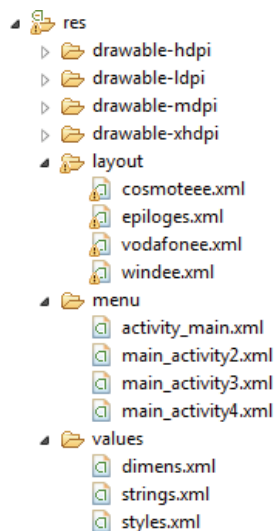 res
drawable-hdpi
drawable-ldpi
drawable-mdpi
drawable-xhdpi
layout
cosmoteee.xml
epiloges.xml
vodafonee.xml
windee.xml
menu
activity_main.xml
main_activity2.xml
main_activity3.xml
main_activity4.xml
values
dimens.xml
strings.xml
styles.xml